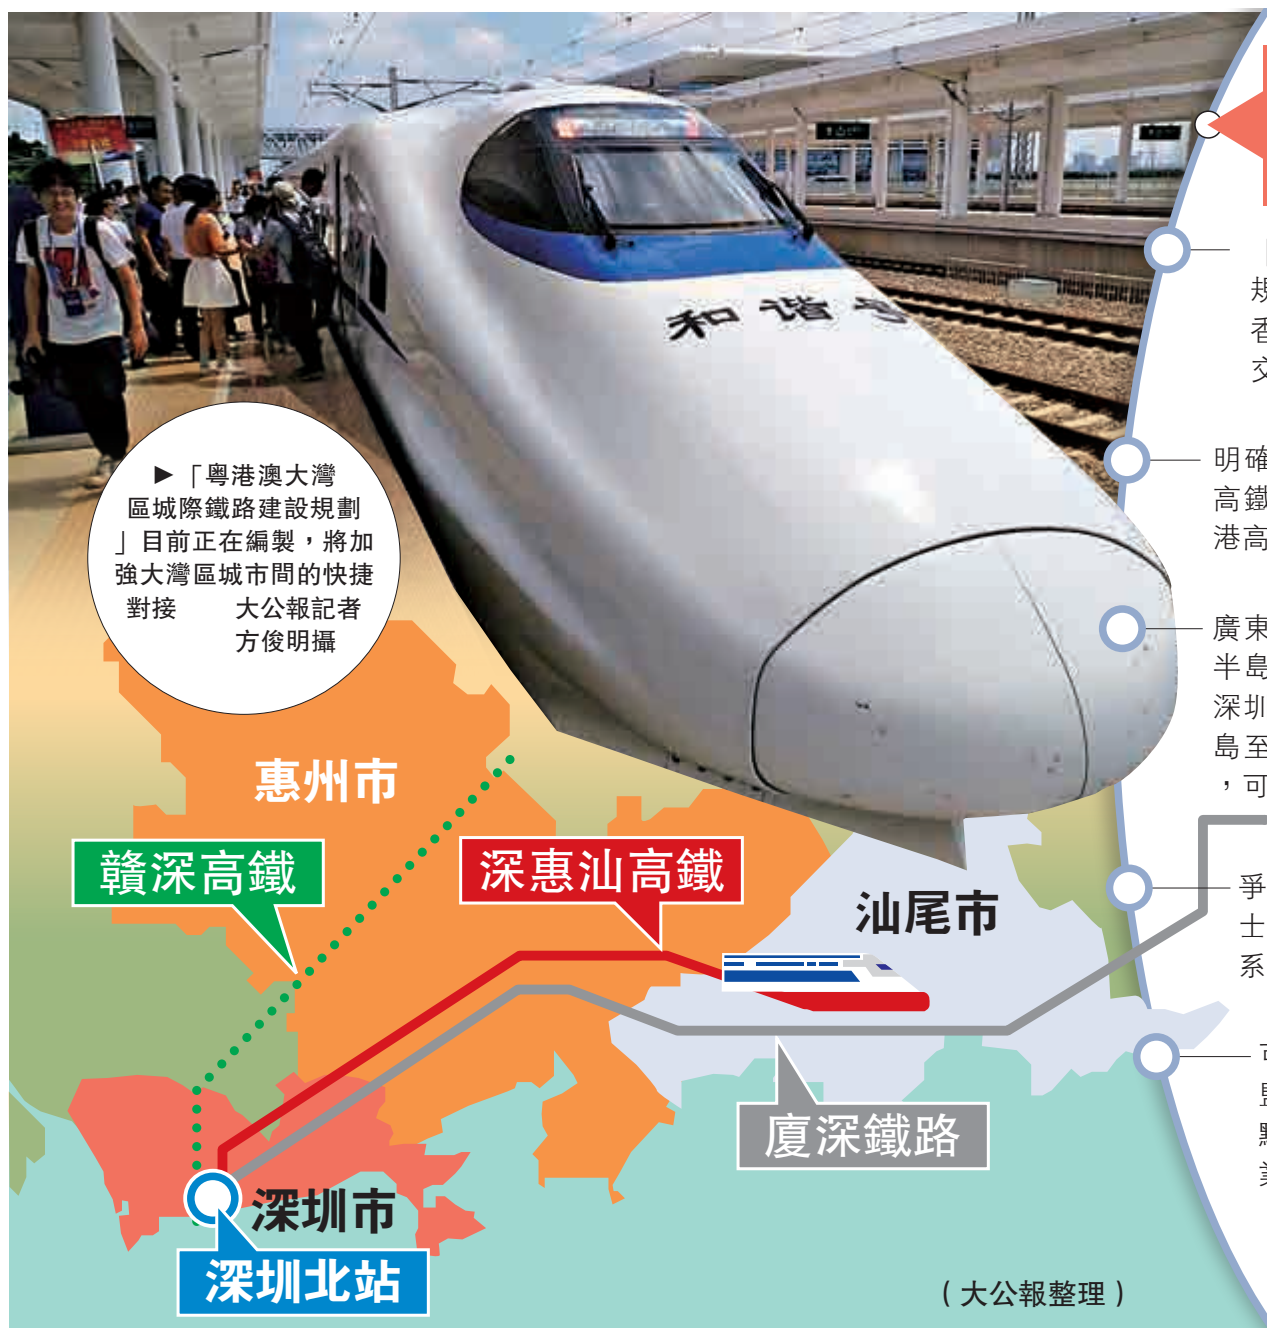 和谐号
►「粵港澳大灣
區城際鐵路建設規劃
」目前正在編製，將加
強大灣區城市間的快捷
對接 大公報記者
方俊明攝
惠州市
贛深高鐵
深惠汕高鐵
汕尾市
廈深鐵路
深圳市
深圳北站
（大公報整理）
規
香
交
明確
高鐵
港高
廣東
半島
深圳
島至
，可
爭
士
系